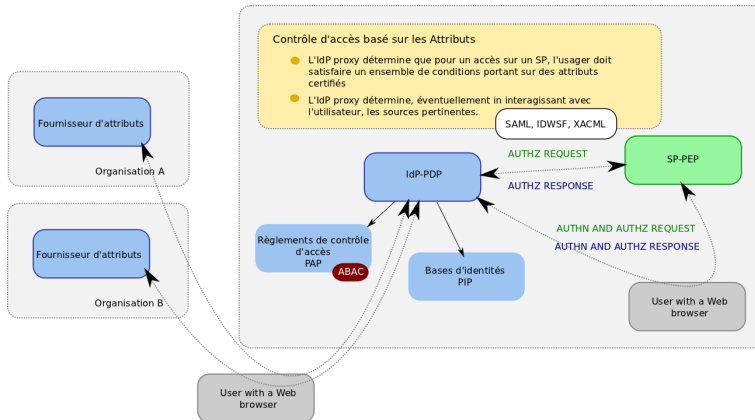 Contrôle d'accès basé sur les Attributs
L'IdP proxy détermine que pour un accès sur un SP, l'usager doit
satisfaire un ensemble de conditions portant sur des attributs
certifiés
L'IdP proxy détermine, éventuellement in interagissant avec
l'utilisateur, les sources pertinentes.
SAML, IDWSF, XACML
Fournisseur d'attributs
Organisation A
AUTHZ REQUEST
SP-PEP
IdP-PDP
AUTHZ RESPONSE
Fournisseur d'attributs
Organisation B
Règlements de contrôle
d'accès
PAP
ABAC
Bases d'identités
PIP
AUTHN AND AUTHZ REQUEST
AUTHN AND AUTHZ RESPONSE
User with a Web
browser
User with a Web
browser